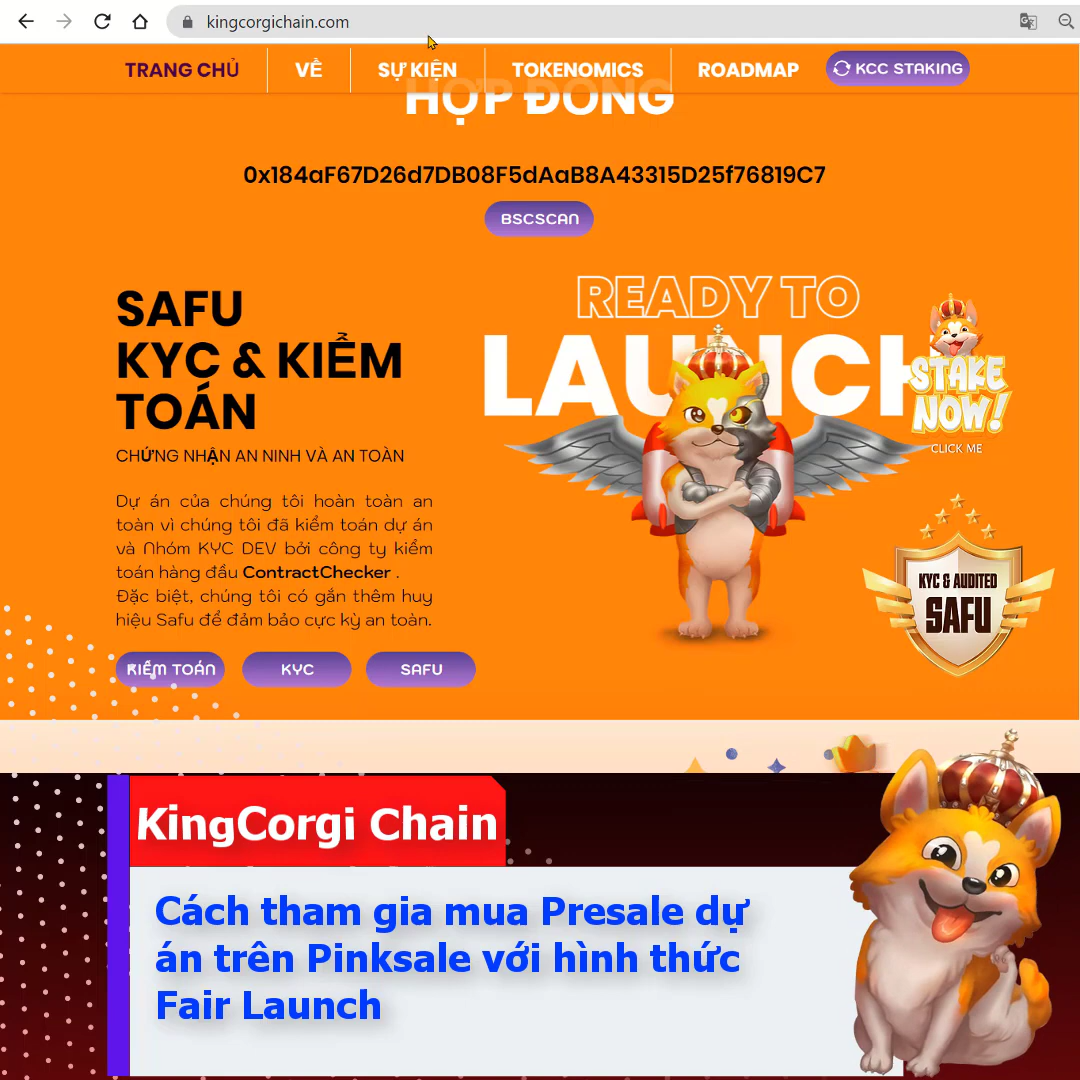 kingcorgichain.com
TRANG CHỦ
VỀ
SỰ KIỆN
TOKENOMICS
ROADMAP
KCC STAKING
HỢP ĐỒNG
0x184aF67D26d7DB08F5dAaB8A43315D25f76819C7
BSCSCAN
SAFU
KYC & KIỂM
TOÁN
CHỨNG NHẬN AN NINH VÀ AN TOÀN
Dự án của chúng tôi hoàn toàn an
toàn vì chúng tôi đã kiểm toán dự án
và Nhóm KYC DEV bởi công ty kiểm
toán hàng đầu ContractChecker .
Đặc biệt, chúng tôi có gắn thêm huy
hiệu Safu để đảm bảo cực kỳ an toàn.
KIỂM TOÁN
KYC
SAFU
READY TO
LAUNCH
STAKE
NOW!
CLICK ME
KYC & AUDITED
SAFU
KingCorgi Chain
Cách tham gia mua Presale dự
án trên Pinksale với hình thức
Fair Launch